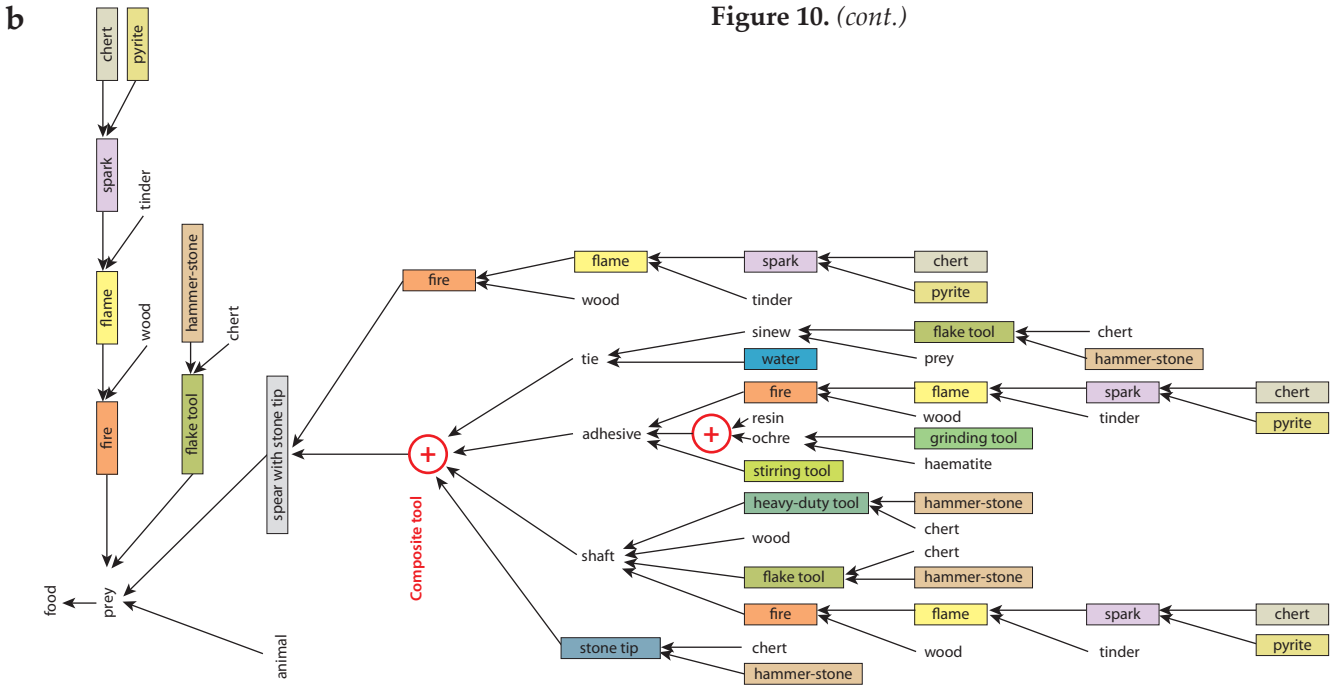 b
Figure 10. (cont.)
chert
pyrite
spark
tinder
flame
wood
fire
hammer-stone
chert
flake tool
prey
food
animal
spear with stone tip
Composite tool
+
fire
flame
spark
chert
pyrite
wood
tinder
tie
sinew
flake tool
chert
hammer-stone
prey
water
adhesive
fire
flame
spark
chert
pyrite
wood
tinder
+
resin
ochre
grinding tool
haematite
stirring tool
shaft
heavy-duty tool
hammer-stone
chert
wood
flake tool
chert
hammer-stone
fire
flame
spark
chert
pyrite
wood
tinder
stone tip
chert
hammer-stone